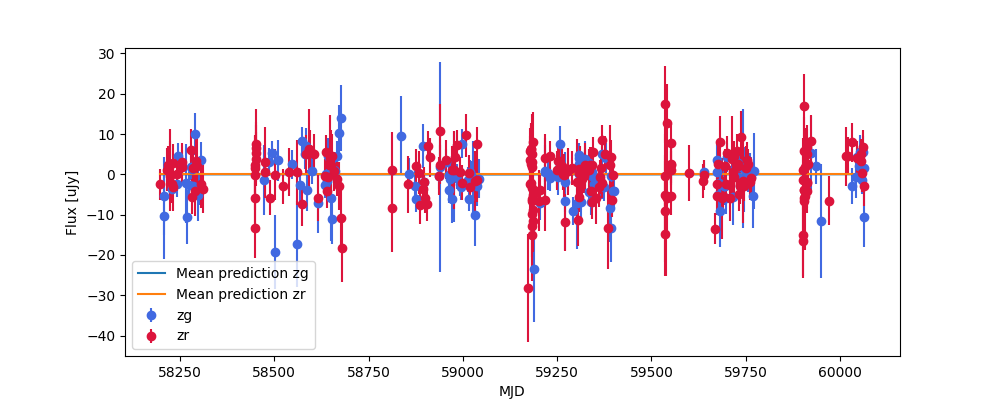 30
20
10
0
−10
−20
−30
−40
Flux [uJy]
Mean prediction zg
Mean prediction zr
zg
zr
58250 58500 58750 59000 59250 59500 59750 60000
MJD